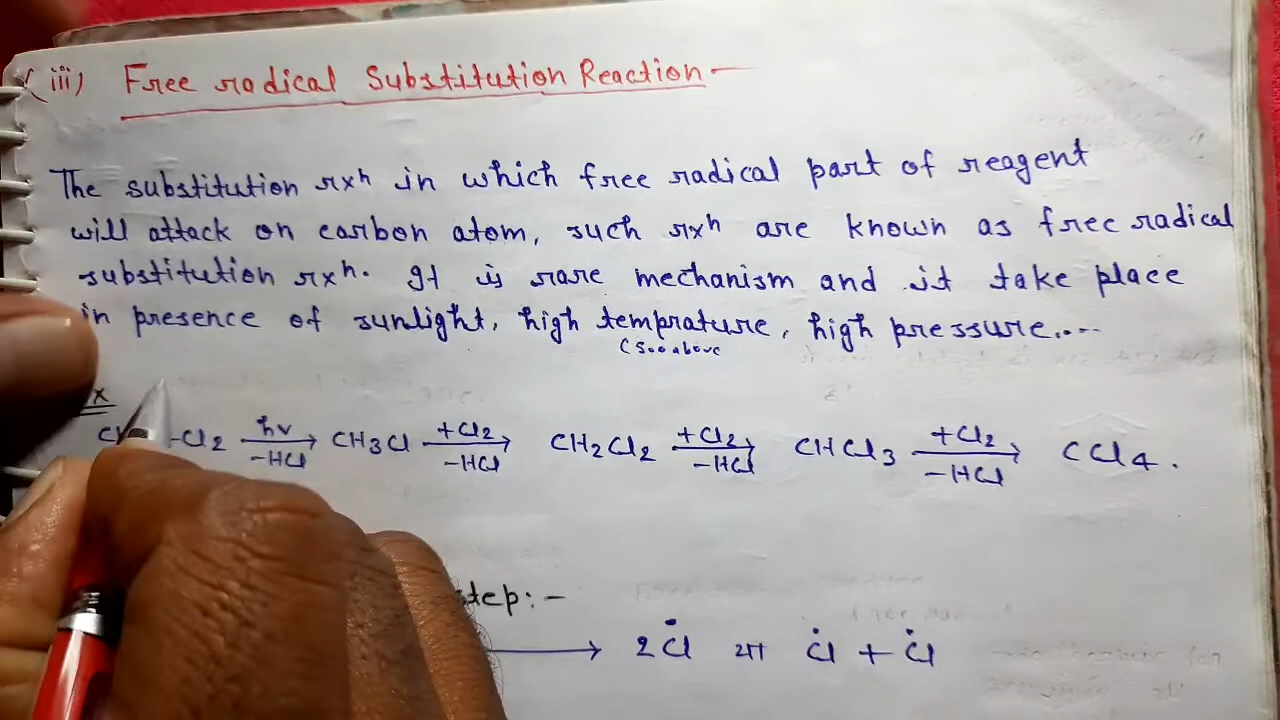 (iii) Free radical Substitution Reaction —
The substitution rxⁿ in which free radical part of reagent
will attack on carbon atom, such rxⁿ are known as free radical
substitution rxⁿ. It is rare mechanism and it take place
in presence of sunlight, high temprature, high pressure....
Cl2 hν -HCl → CH3Cl +Cl2 -HCl → CH2Cl2 +Cl2 -HCl → CHCl3 +Cl2 -HCl → CCl4.
step:-
→ 2Ċl या Ċl + Ċl